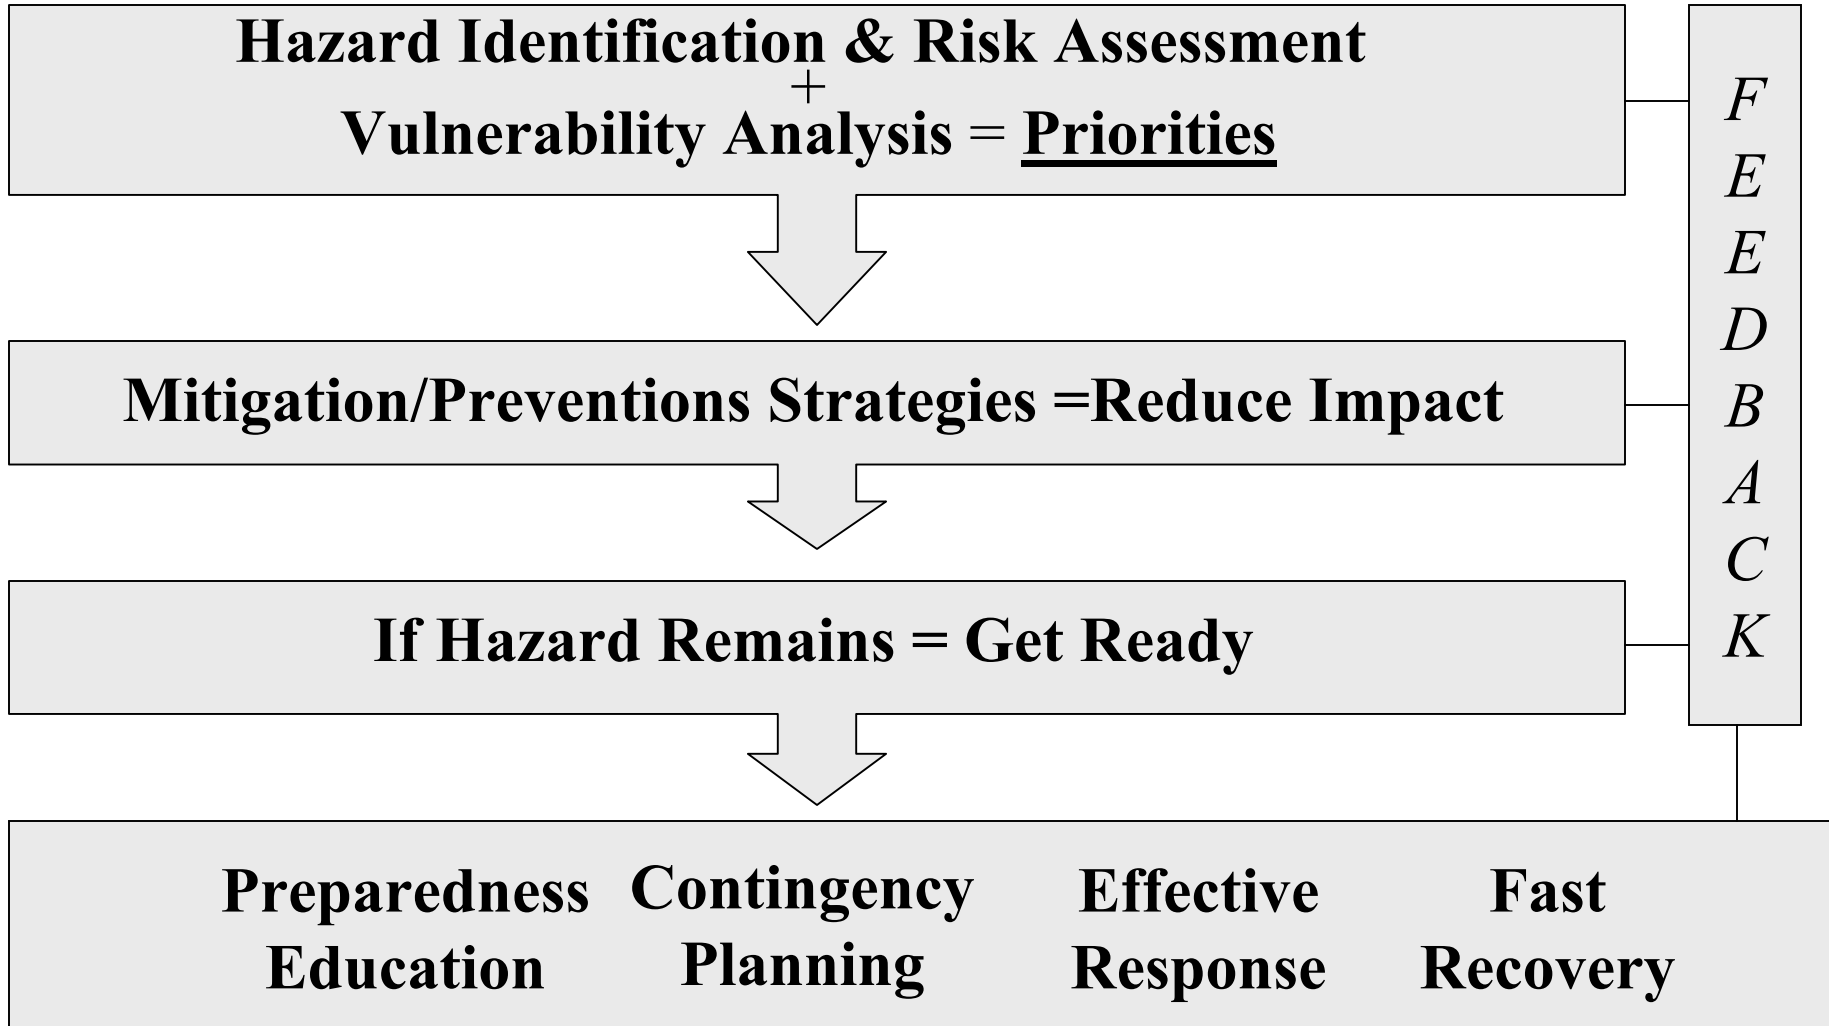 Hazard Identification & Risk Assessment
+
Vulnerability Analysis = Priorities
Mitigation/Preventions Strategies =Reduce Impact
If Hazard Remains = Get Ready
F
E
E
D
B
A
C
K
Preparedness
Education
Contingency
Planning
Effective
Response
Fast
Recovery